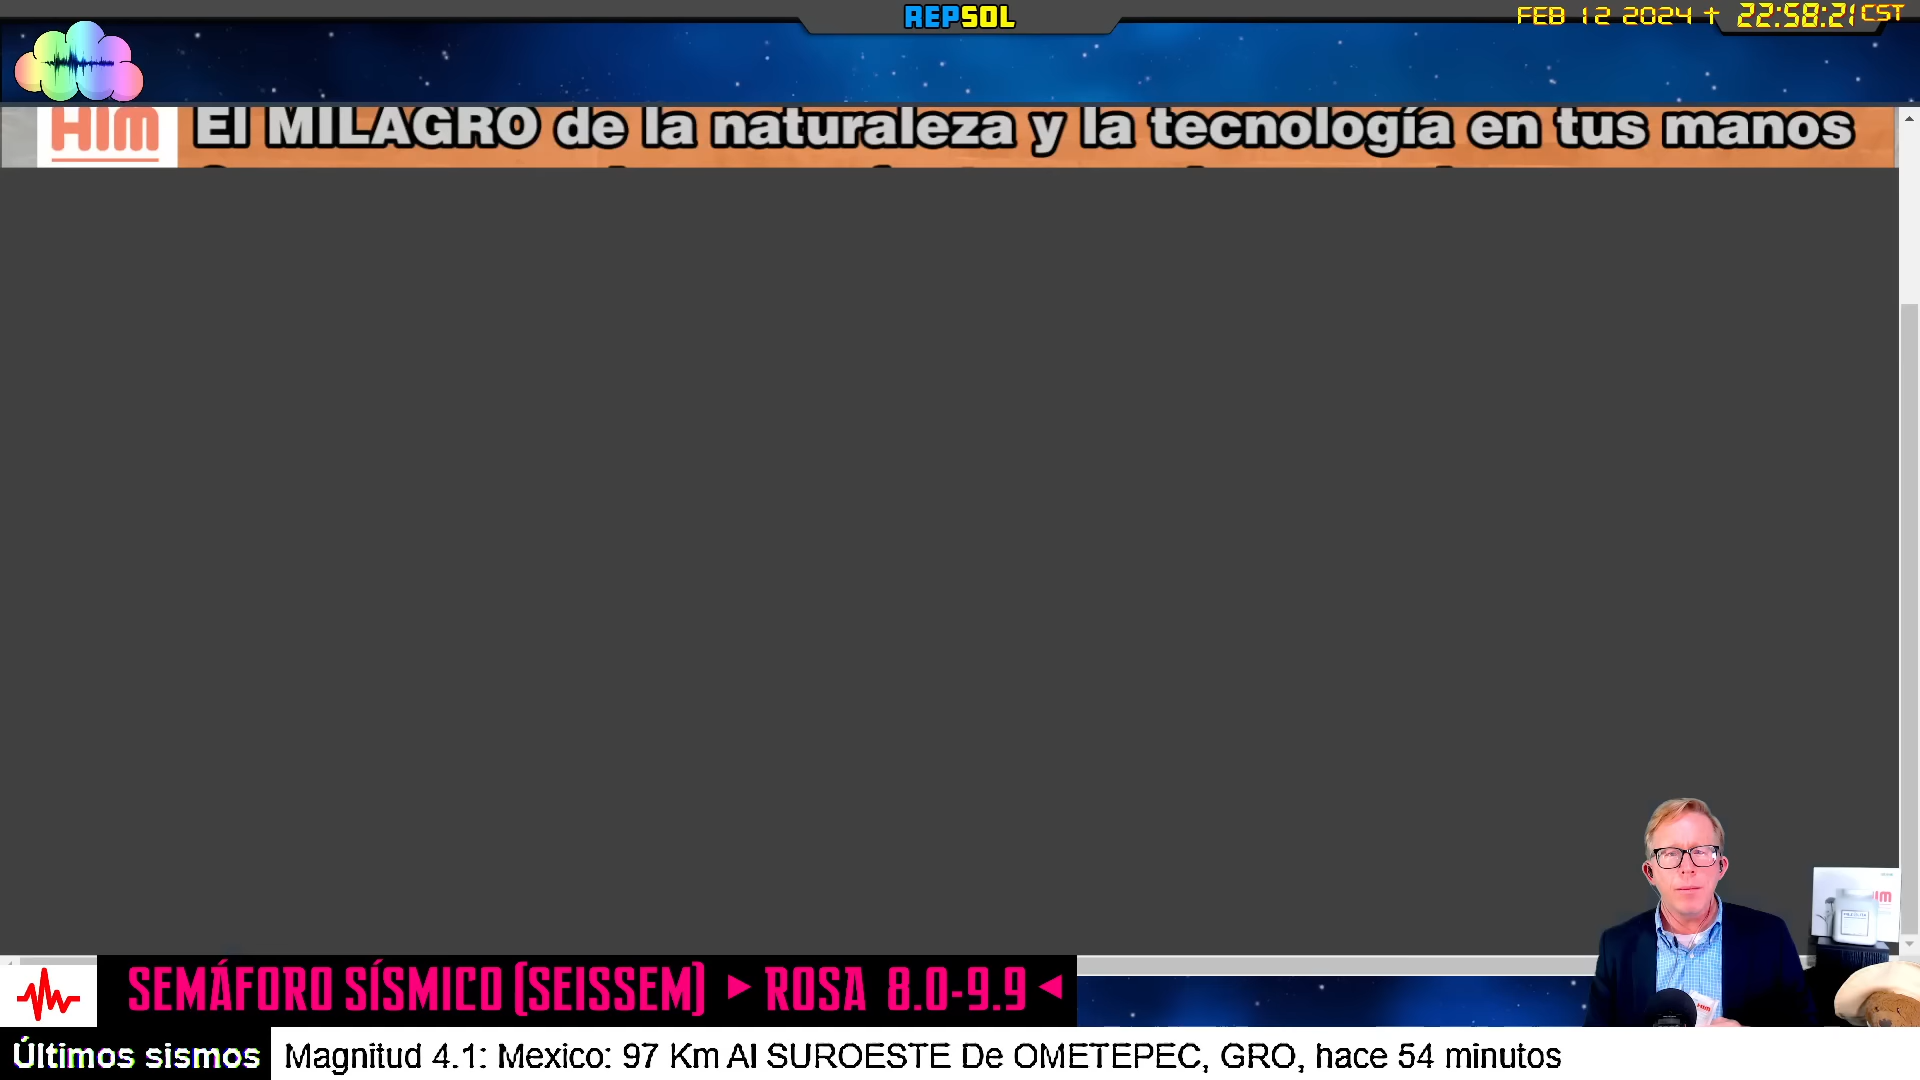 REPSOL
FEB 12 2024 + 22:58:21 CST
HIM
El MILAGRO de la naturaleza y la tecnología en tus manos
HIM
SEMÁFORO SÍSMICO (SEISSEM) ► ROSA 8.0-9.9 ◄
Últimos sismos
Magnitud 4.1: Mexico: 97 Km Al SUROESTE De OMETEPEC, GRO, hace 54 minutos